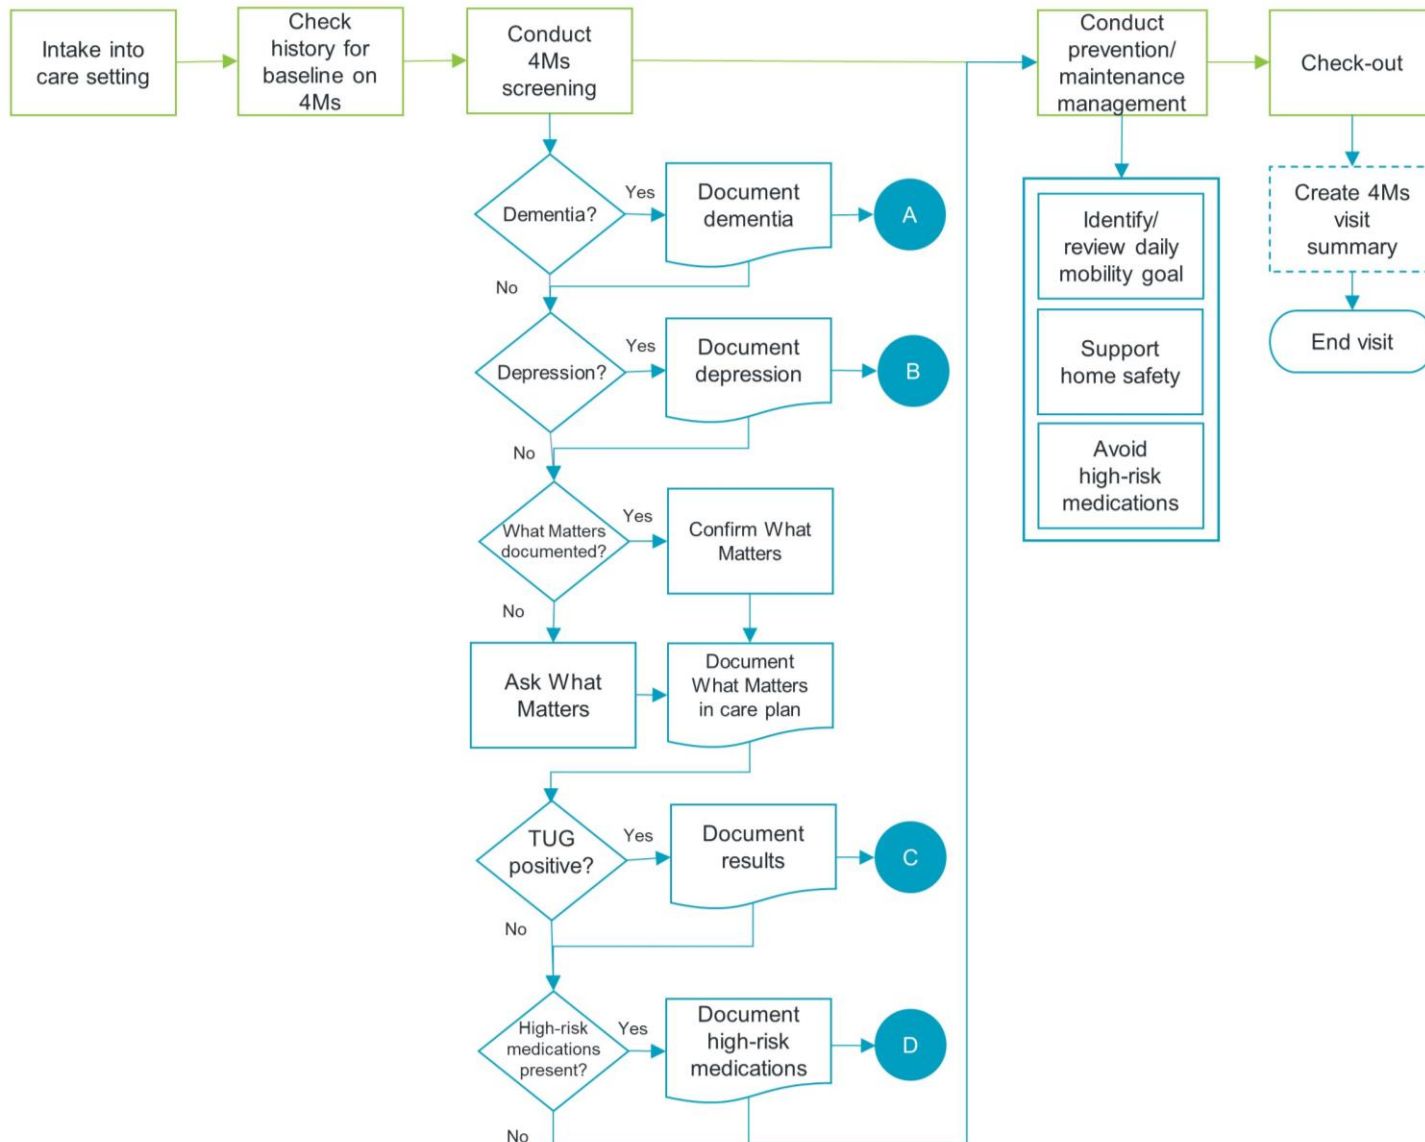 Intake into
care setting
Check
history for
baseline on
4Ms
Conduct
4Ms
screening
Conduct
prevention/
maintenance
management
Check-out
Dementia?
Yes
Document
dementia
A
No
Depression?
Yes
Document
depression
B
No
What Matters
documented?
Yes
Confirm What
Matters
No
Ask What
Matters
Document
What Matters
in care plan
TUG
positive?
Yes
Document
results
C
No
High-risk
medications
present?
Yes
Document
high-risk
medications
D
No
Identify/
review daily
mobility goal
Support
home safety
Avoid
high-risk
medications
Create 4Ms
visit
summary
End visit